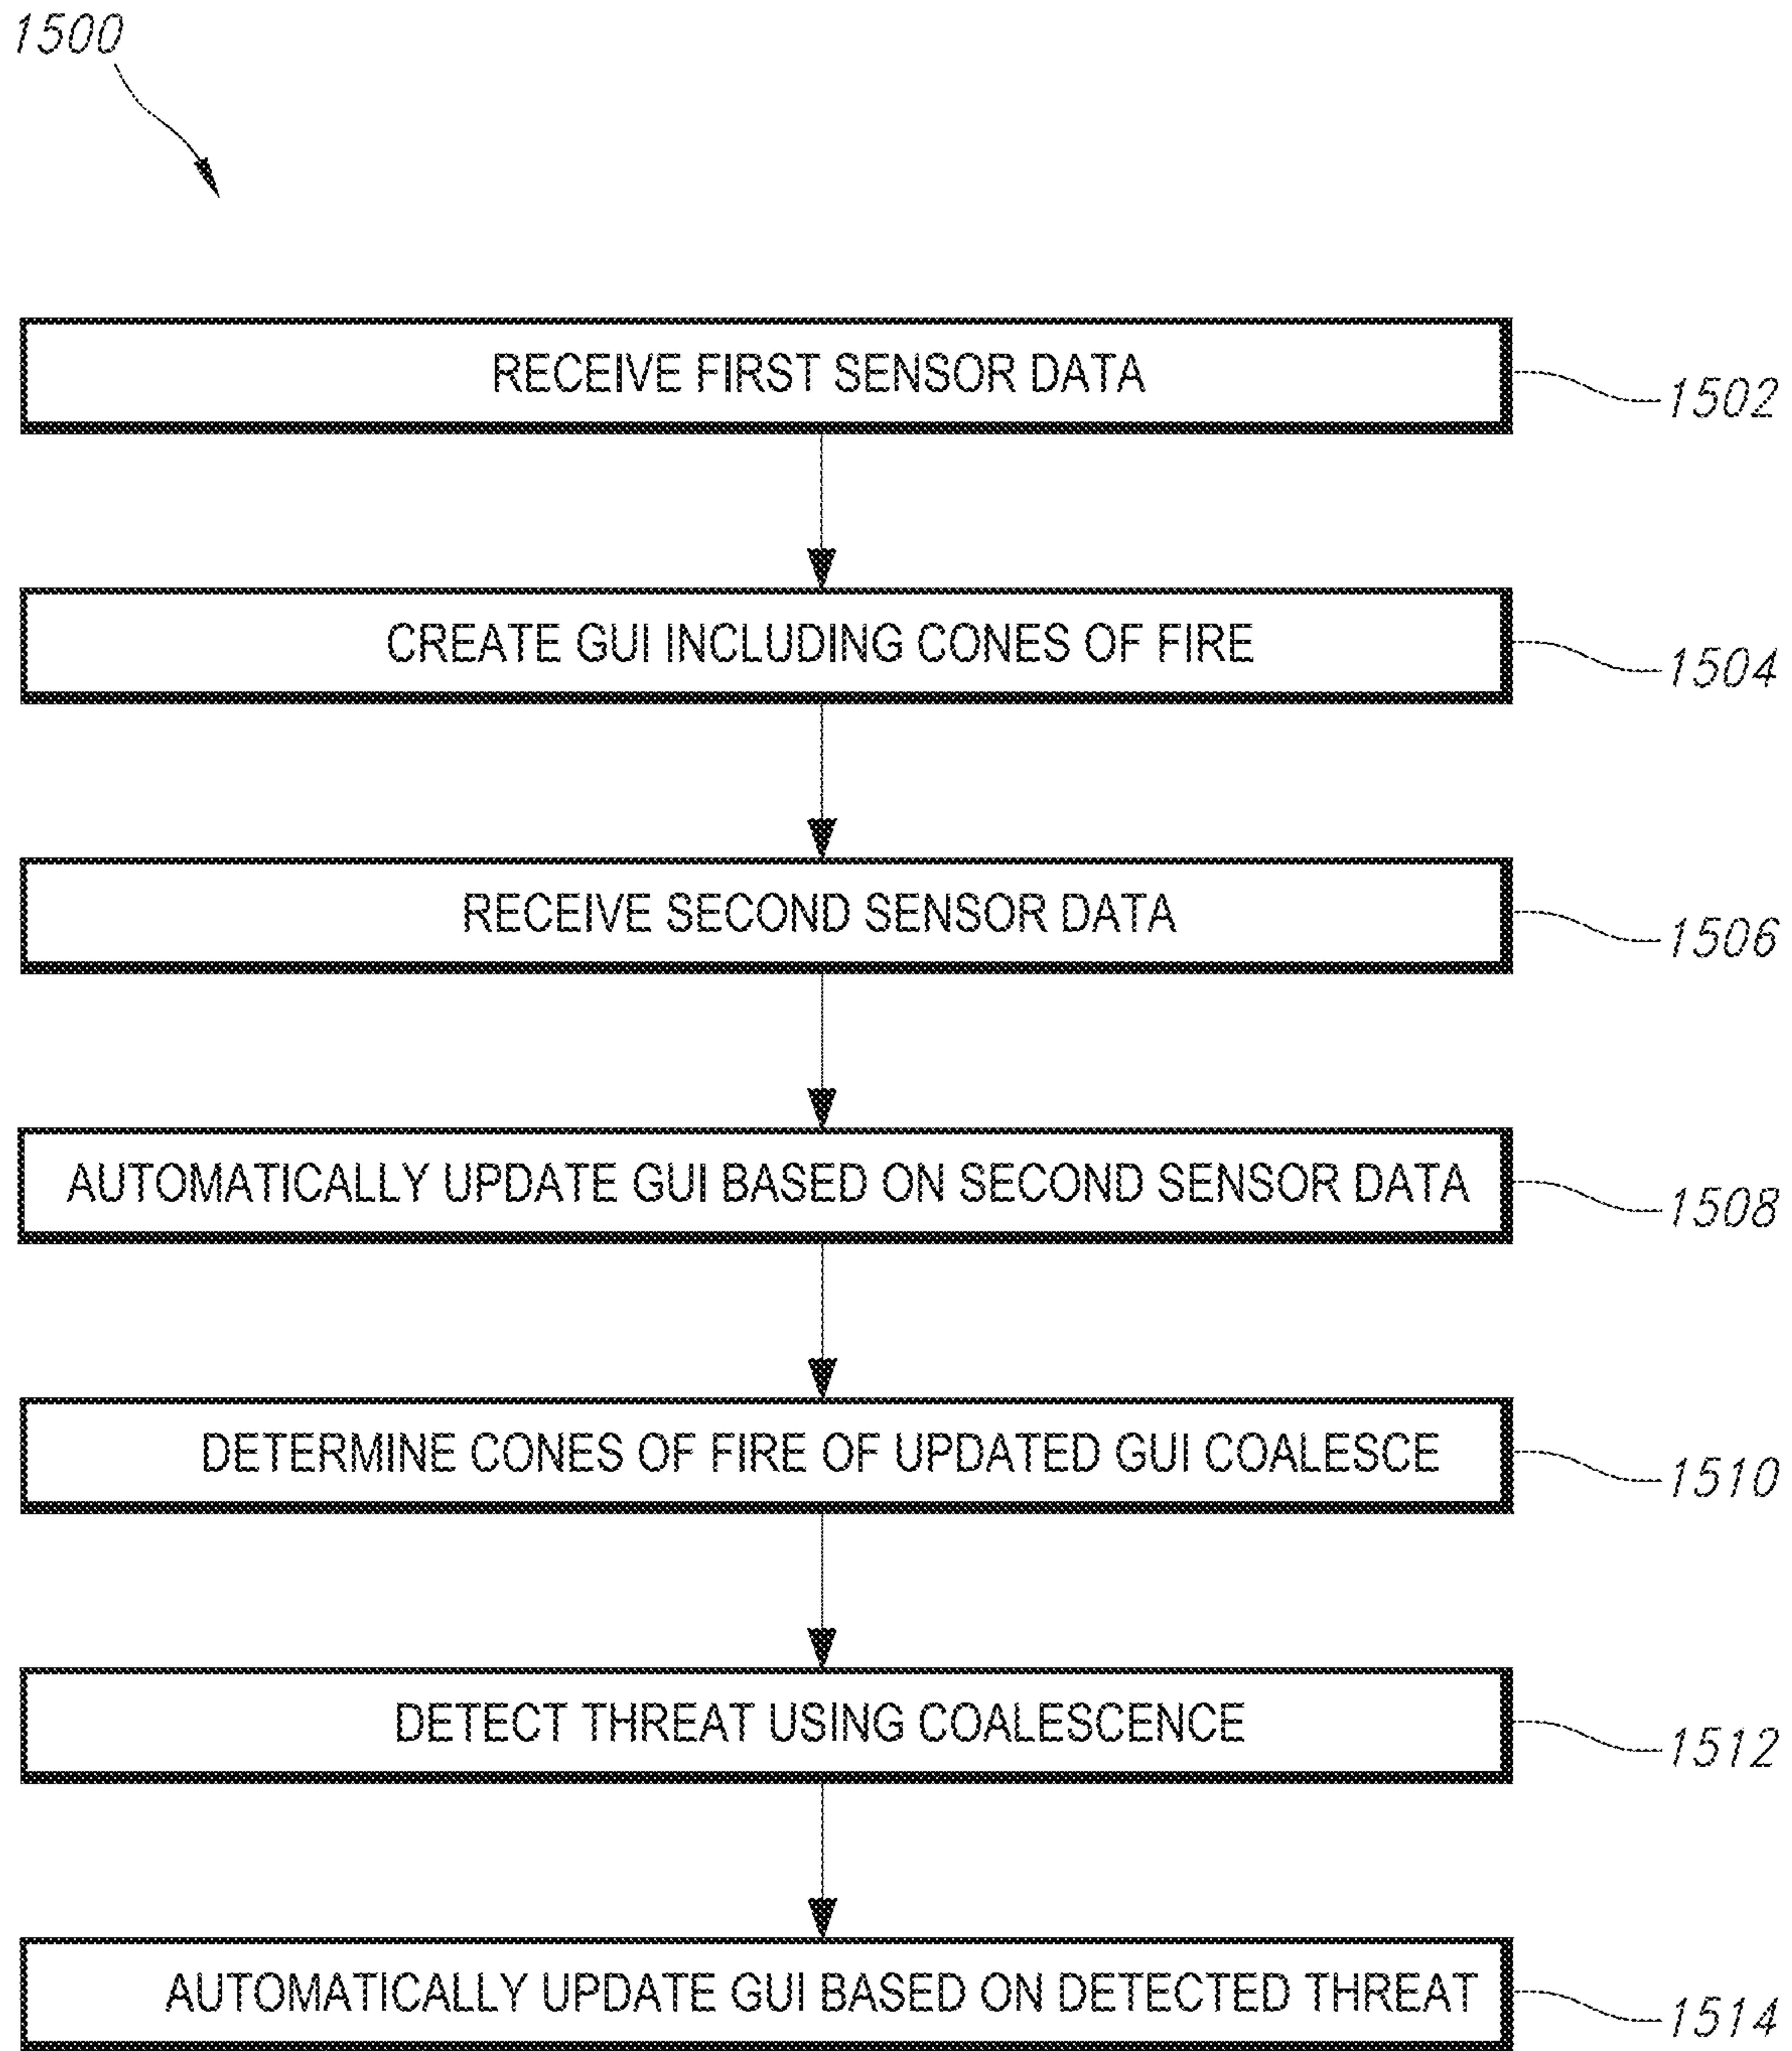 1500
RECEIVE FIRST SENSOR DATA
1502
CREATE GUI INCLUDING CONES OF FIRE
1504
RECEIVE SECOND SENSOR DATA
1506
AUTOMATICALLY UPDATE GUI BASED ON SECOND SENSOR DATA
1508
DETERMINE CONES OF FIRE OF UPDATED GUI COALESCE
1510
DETECT THREAT USING COALESCENCE
1512
AUTOMATICALLY UPDATE GUI BASED ON DETECTED THREAT
1514